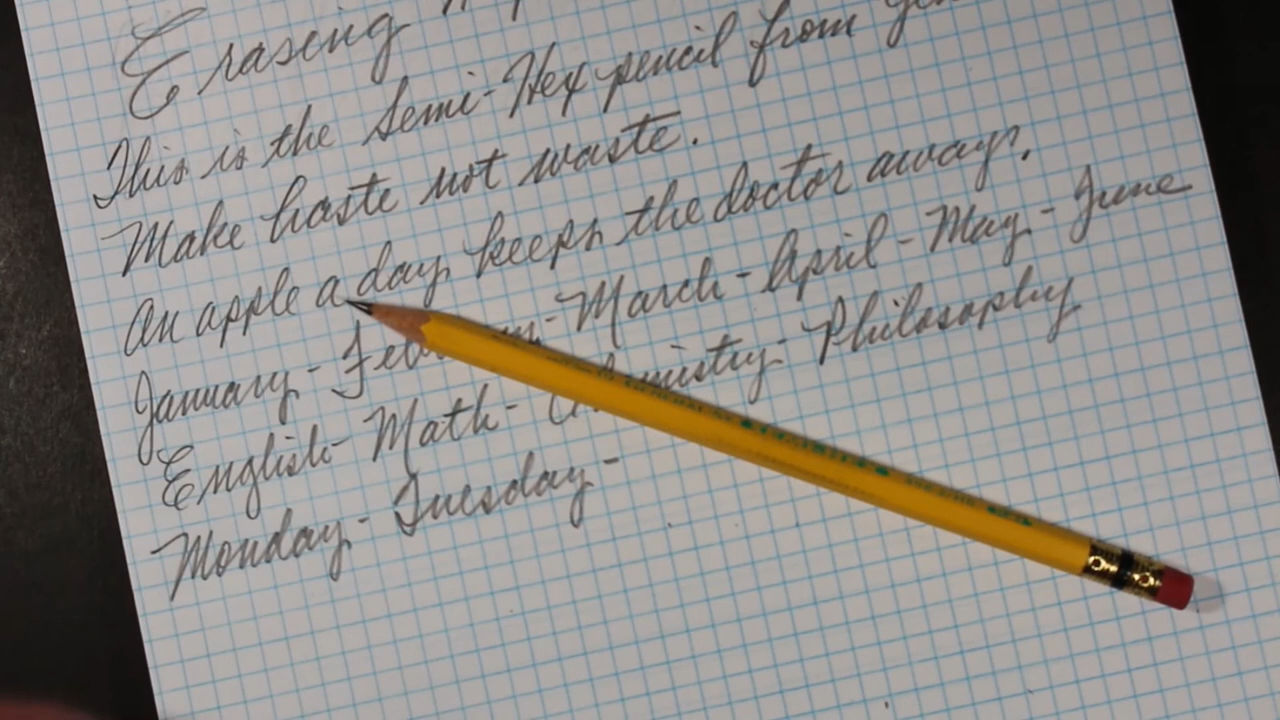 Erasing
This is the Semi-Hex pencil from
Make haste not waste.
An apple a day keeps the doctor away.
January - March - April - May - June
English - Math - Philosophy
Monday - Tuesday -